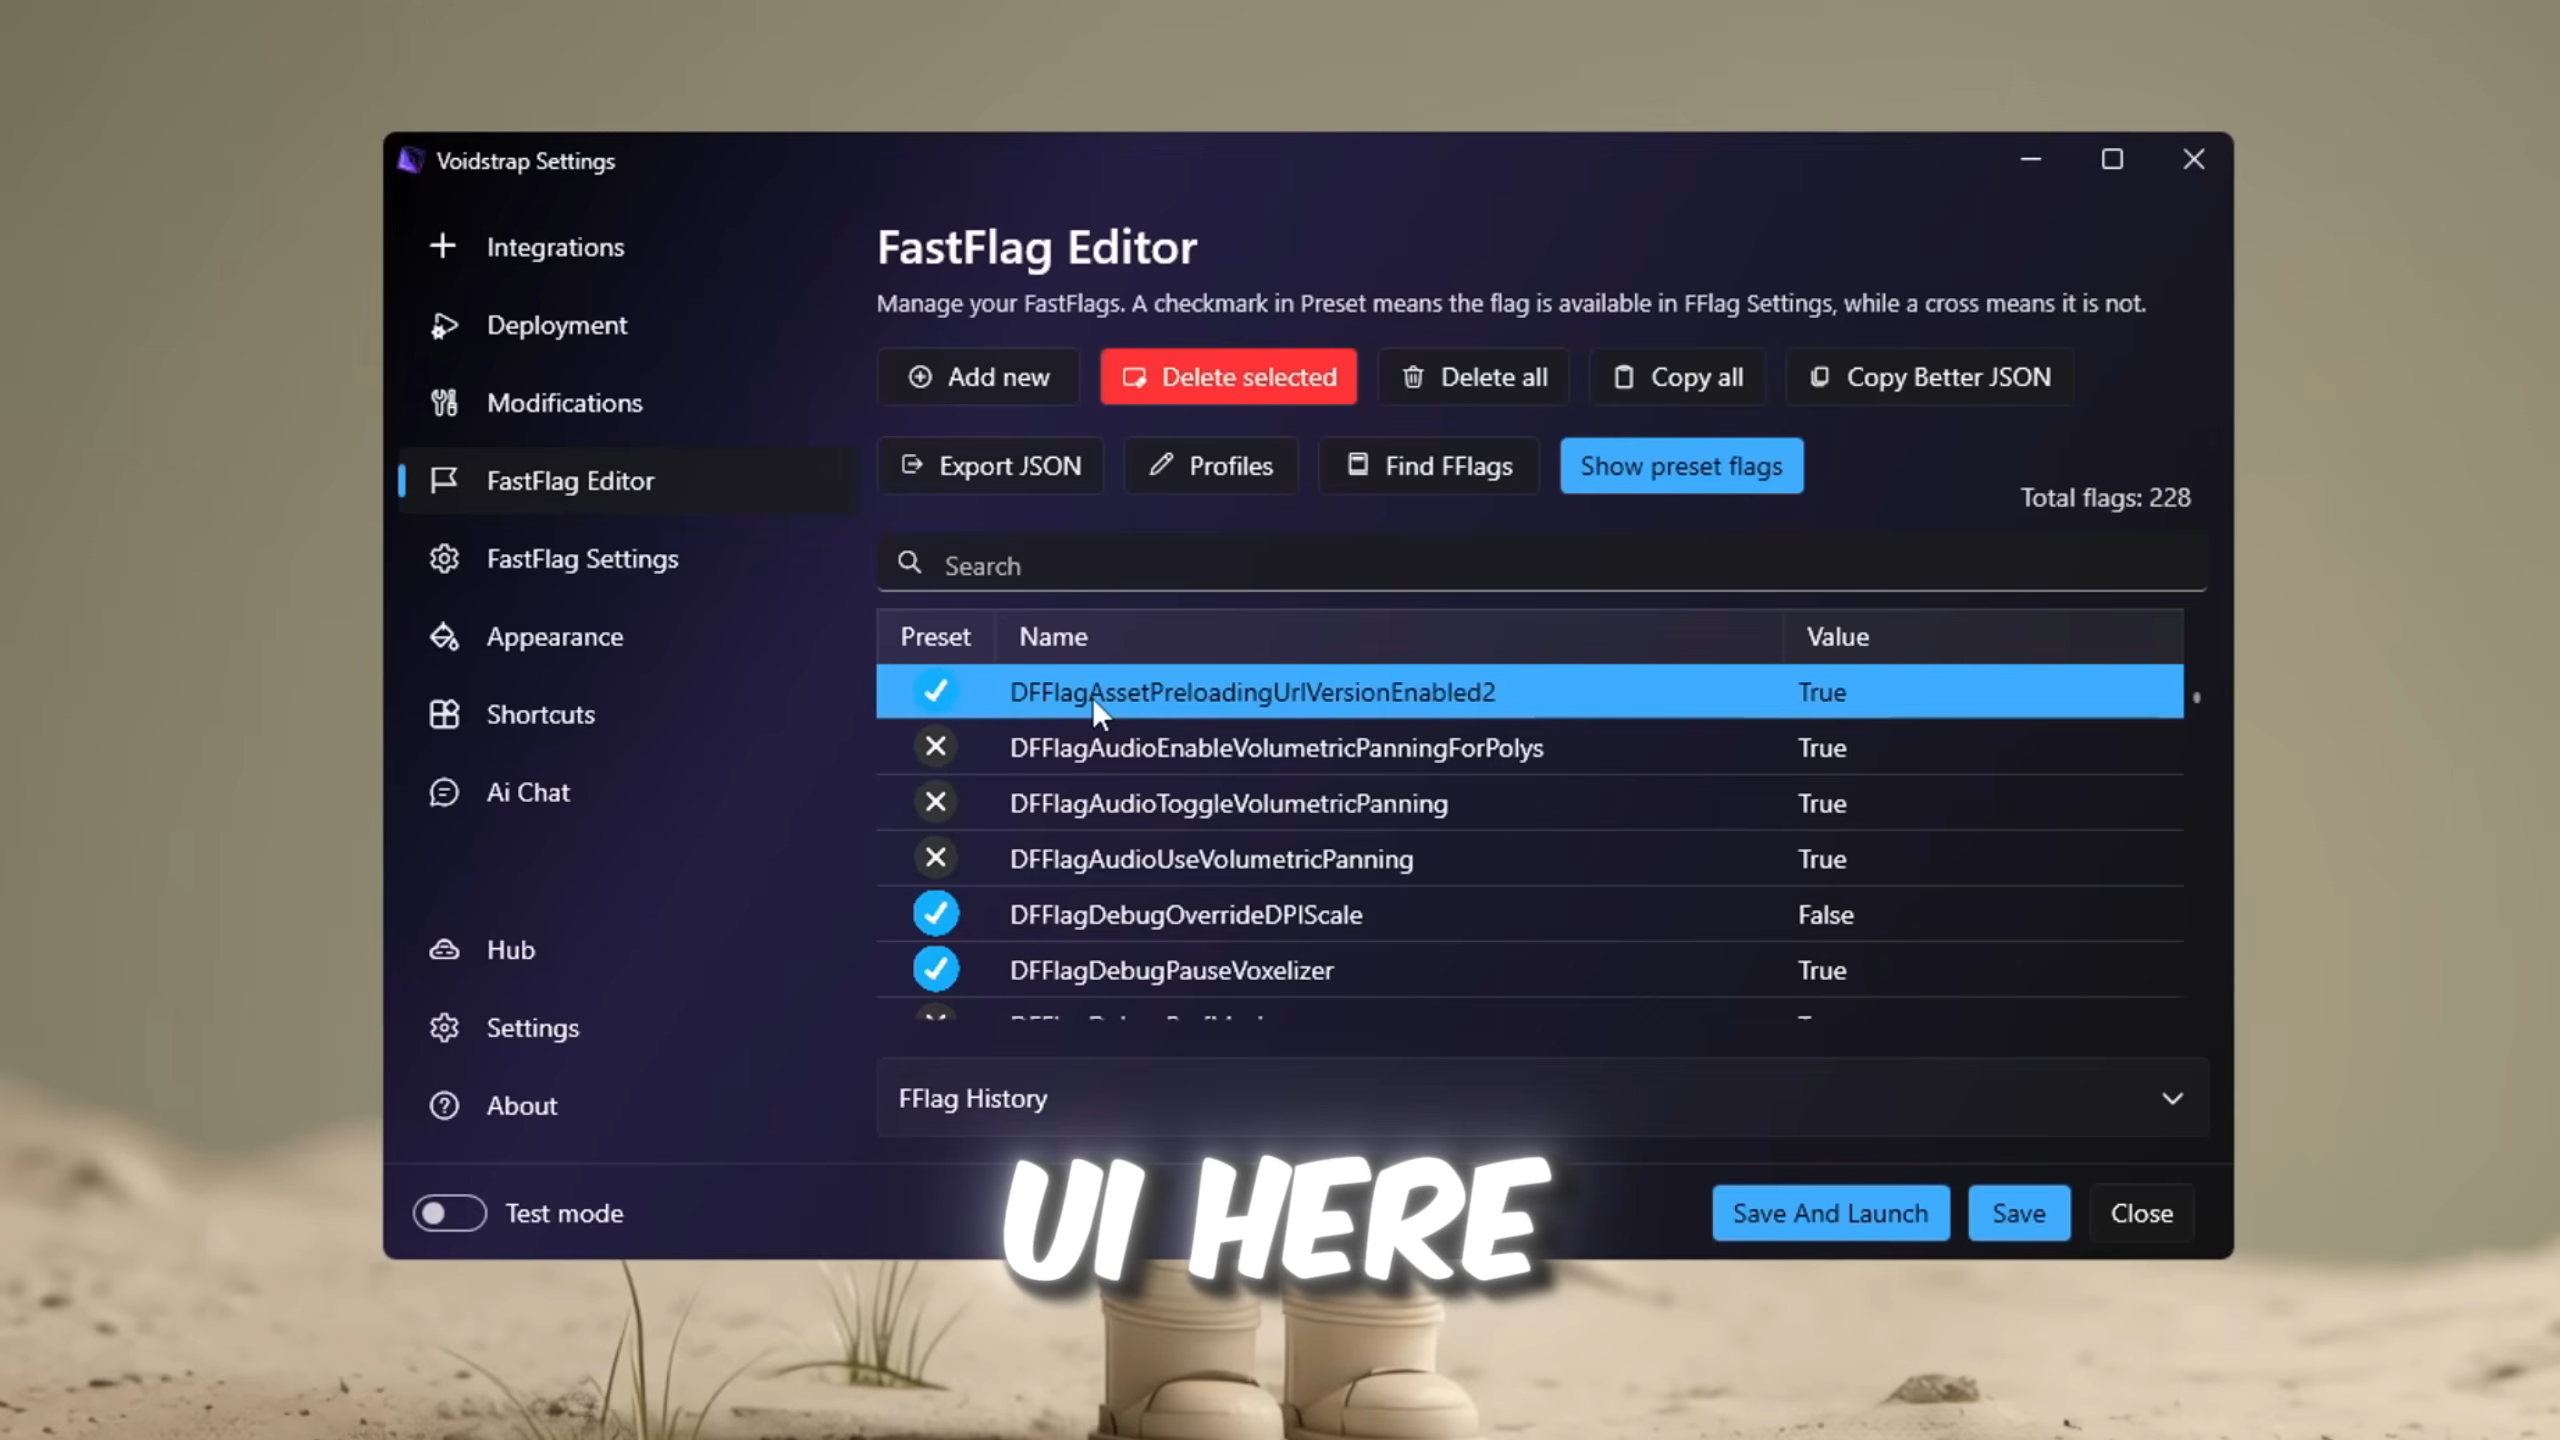 Voidstrap Settings
Integrations
Deployment
Modifications
FastFlag Editor
FastFlag Settings
Appearance
Shortcuts
Ai Chat
Hub
Settings
About
Test mode
FastFlag Editor
Manage your FastFlags. A checkmark in Preset means the flag is available in FFlag Settings, while a cross means it is not.
Add new Delete selected Delete all Copy all Copy Better JSON
Export JSON Profiles Find FFlags Show preset flags
Total flags: 228
Search
Preset Name Value
DFFlagAssetPreloadingUrlVersionEnabled2 True
DFFlagAudioEnableVolumetricPanningForPolys True
DFFlagAudioToggleVolumetricPanning True
DFFlagAudioUseVolumetricPanning True
DFFlagDebugOverrideDPIScale False
DFFlagDebugPauseVoxelizer True
FFlag History
UI HERE
Save And Launch Save Close